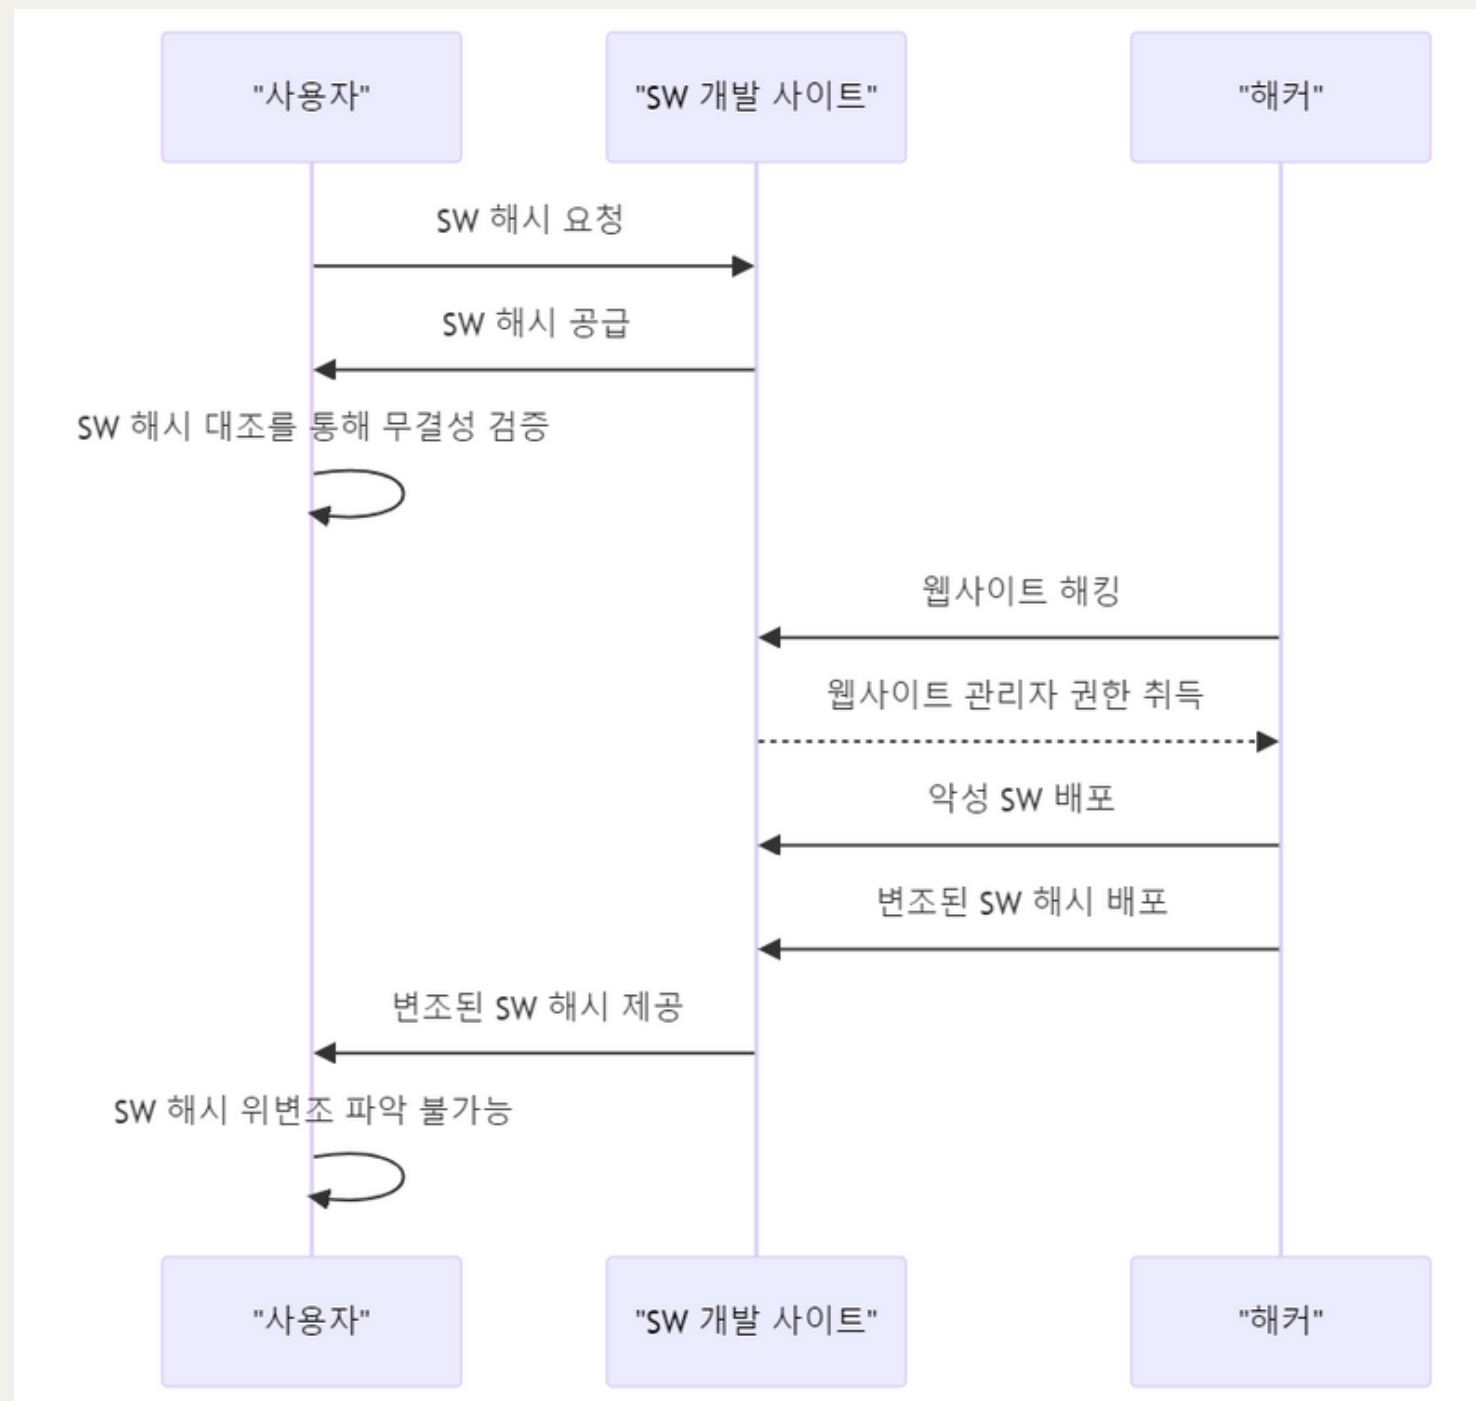 "사용자"
"SW 개발 사이트"
"해커"
SW 해시 요청
SW 해시 공급
SW 해시 대조를 통해 무결성 검증
웹사이트 해킹
웹사이트 관리자 권한 취득
악성 SW 배포
변조된 SW 해시 배포
변조된 SW 해시 제공
SW 해시 위변조 파악 불가능
"사용자"
"SW 개발 사이트"
"해커"